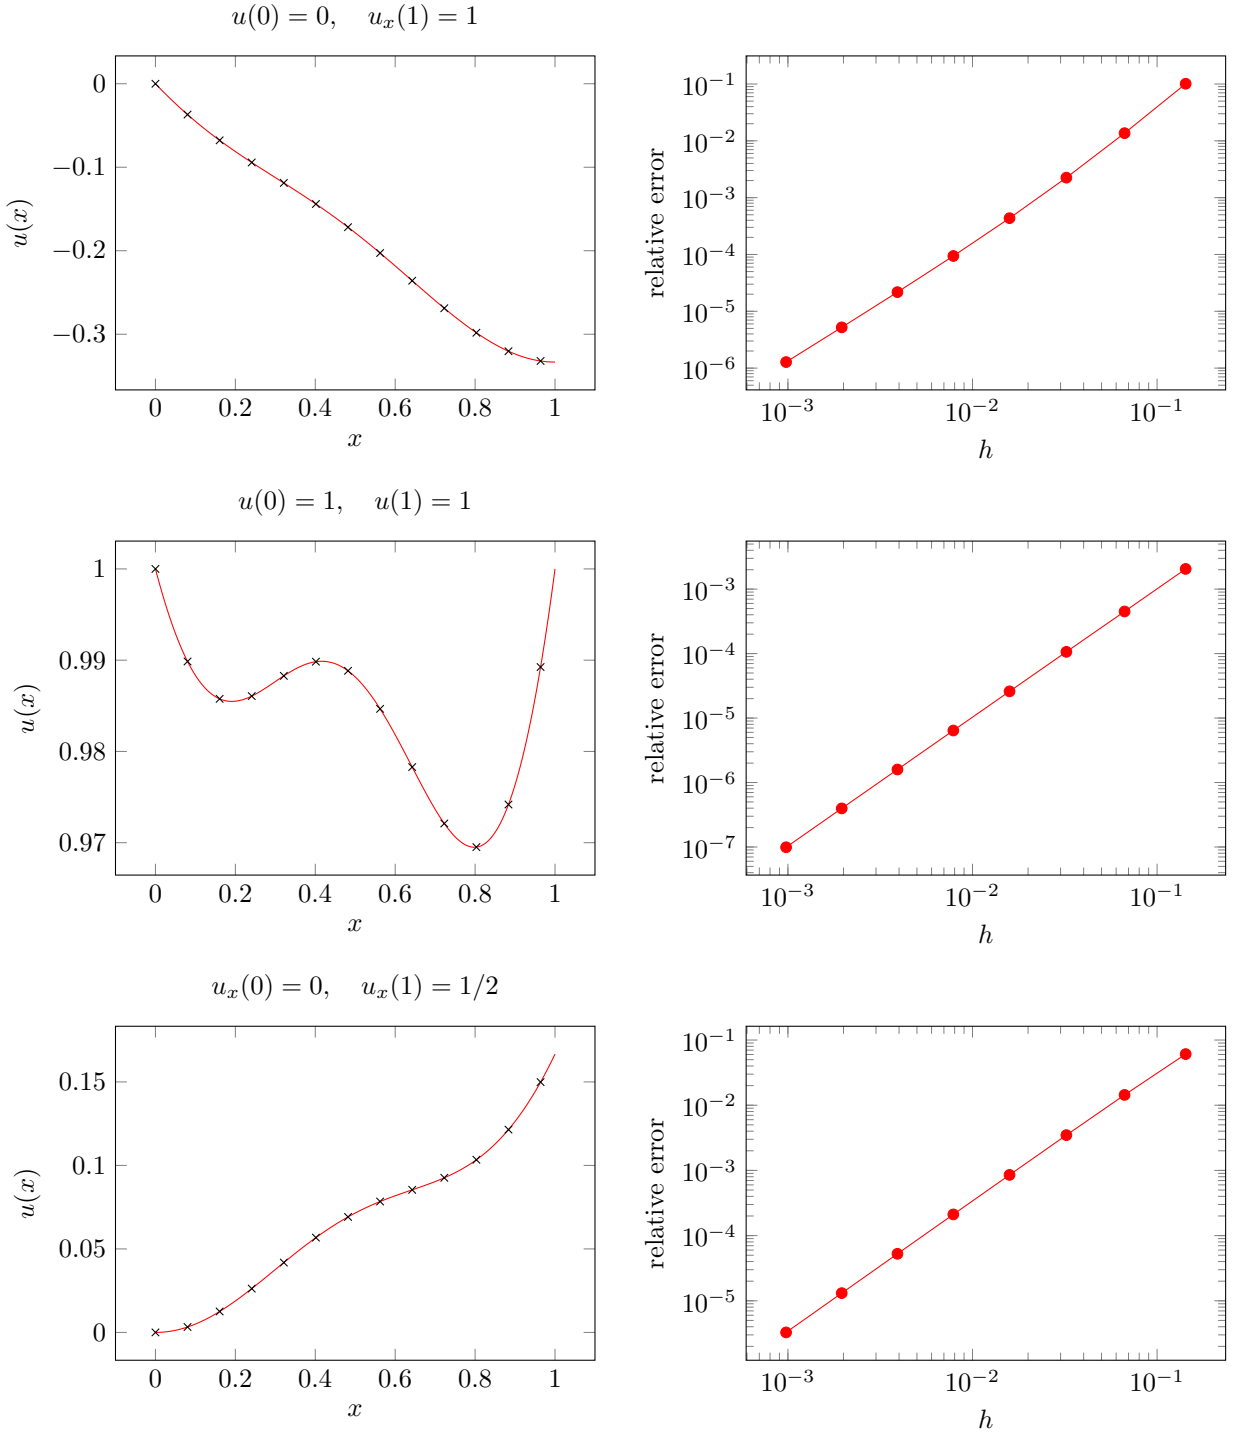 u(0) = 0,    u_x(1) = 1
0
−0.1
−0.2
−0.3
u(x)
0 0.2 0.4 0.6 0.8 1
x
10^{−1}
10^{−2}
10^{−3}
10^{−4}
10^{−5}
10^{−6}
relative error
10^{−3} 10^{−2} 10^{−1}
h
u(0) = 1,    u(1) = 1
1
0.99
0.98
0.97
u(x)
0 0.2 0.4 0.6 0.8 1
x
10^{−3}
10^{−4}
10^{−5}
10^{−6}
10^{−7}
relative error
10^{−3} 10^{−2} 10^{−1}
h
u_x(0) = 0,    u_x(1) = 1/2
0.15
0.1
0.05
0
u(x)
0 0.2 0.4 0.6 0.8 1
x
10^{−1}
10^{−2}
10^{−3}
10^{−4}
10^{−5}
relative error
10^{−3} 10^{−2} 10^{−1}
h